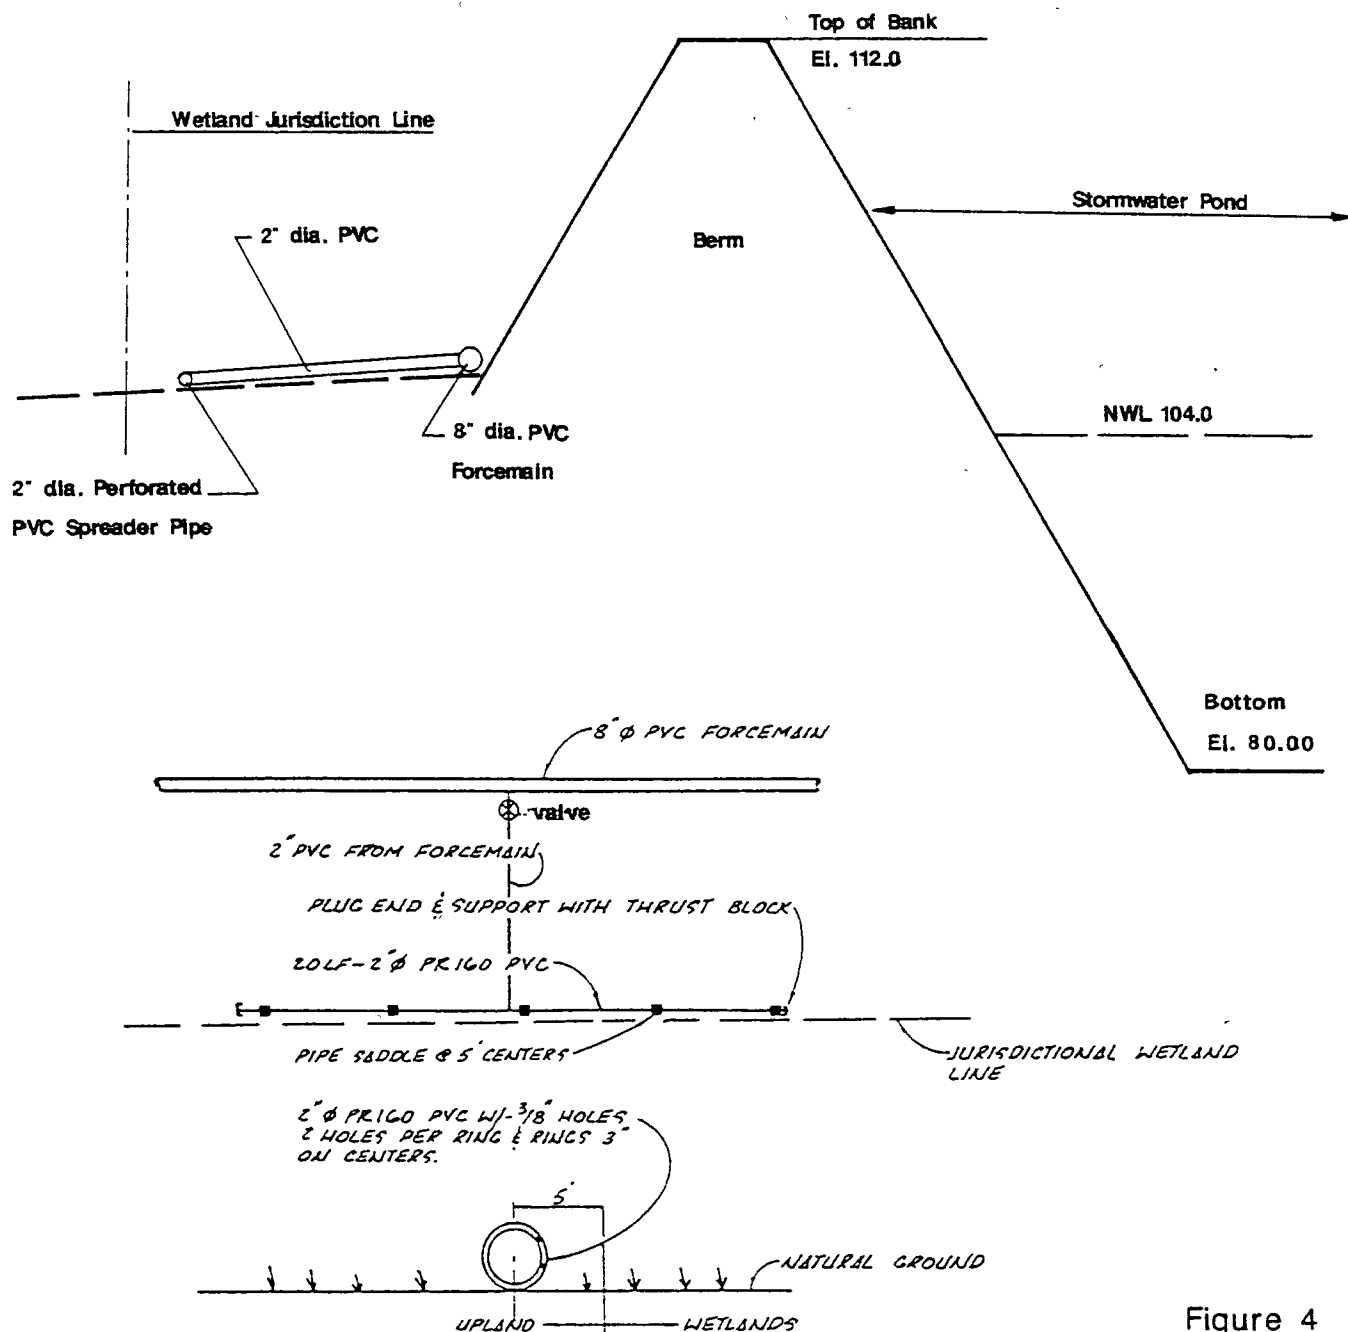 Top of Bank
El. 112.0
Wetland Jurisdiction Line
Stormwater Pond
2" dia. PVC
Berm
NWL 104.0
8" dia. PVC
Forcemain
2" dia. Perforated
PVC Spreader Pipe
Bottom
El. 80.00
8" ø PVC FORCEMAIN
valve
2" PVC FROM FORCEMAIN
PLUG END & SUPPORT WITH THRUST BLOCK
20LF-2"ø PR160 PVC
PIPE SADDLE @ 5' CENTERS
JURISDICTIONAL WETLAND
LINE
2"ø PR160 PVC W/-3/8" HOLES,
2 HOLES PER RING & RINGS 3"
ON CENTERS.
5'
NATURAL GROUND
UPLAND
WETLANDS
Figure 4